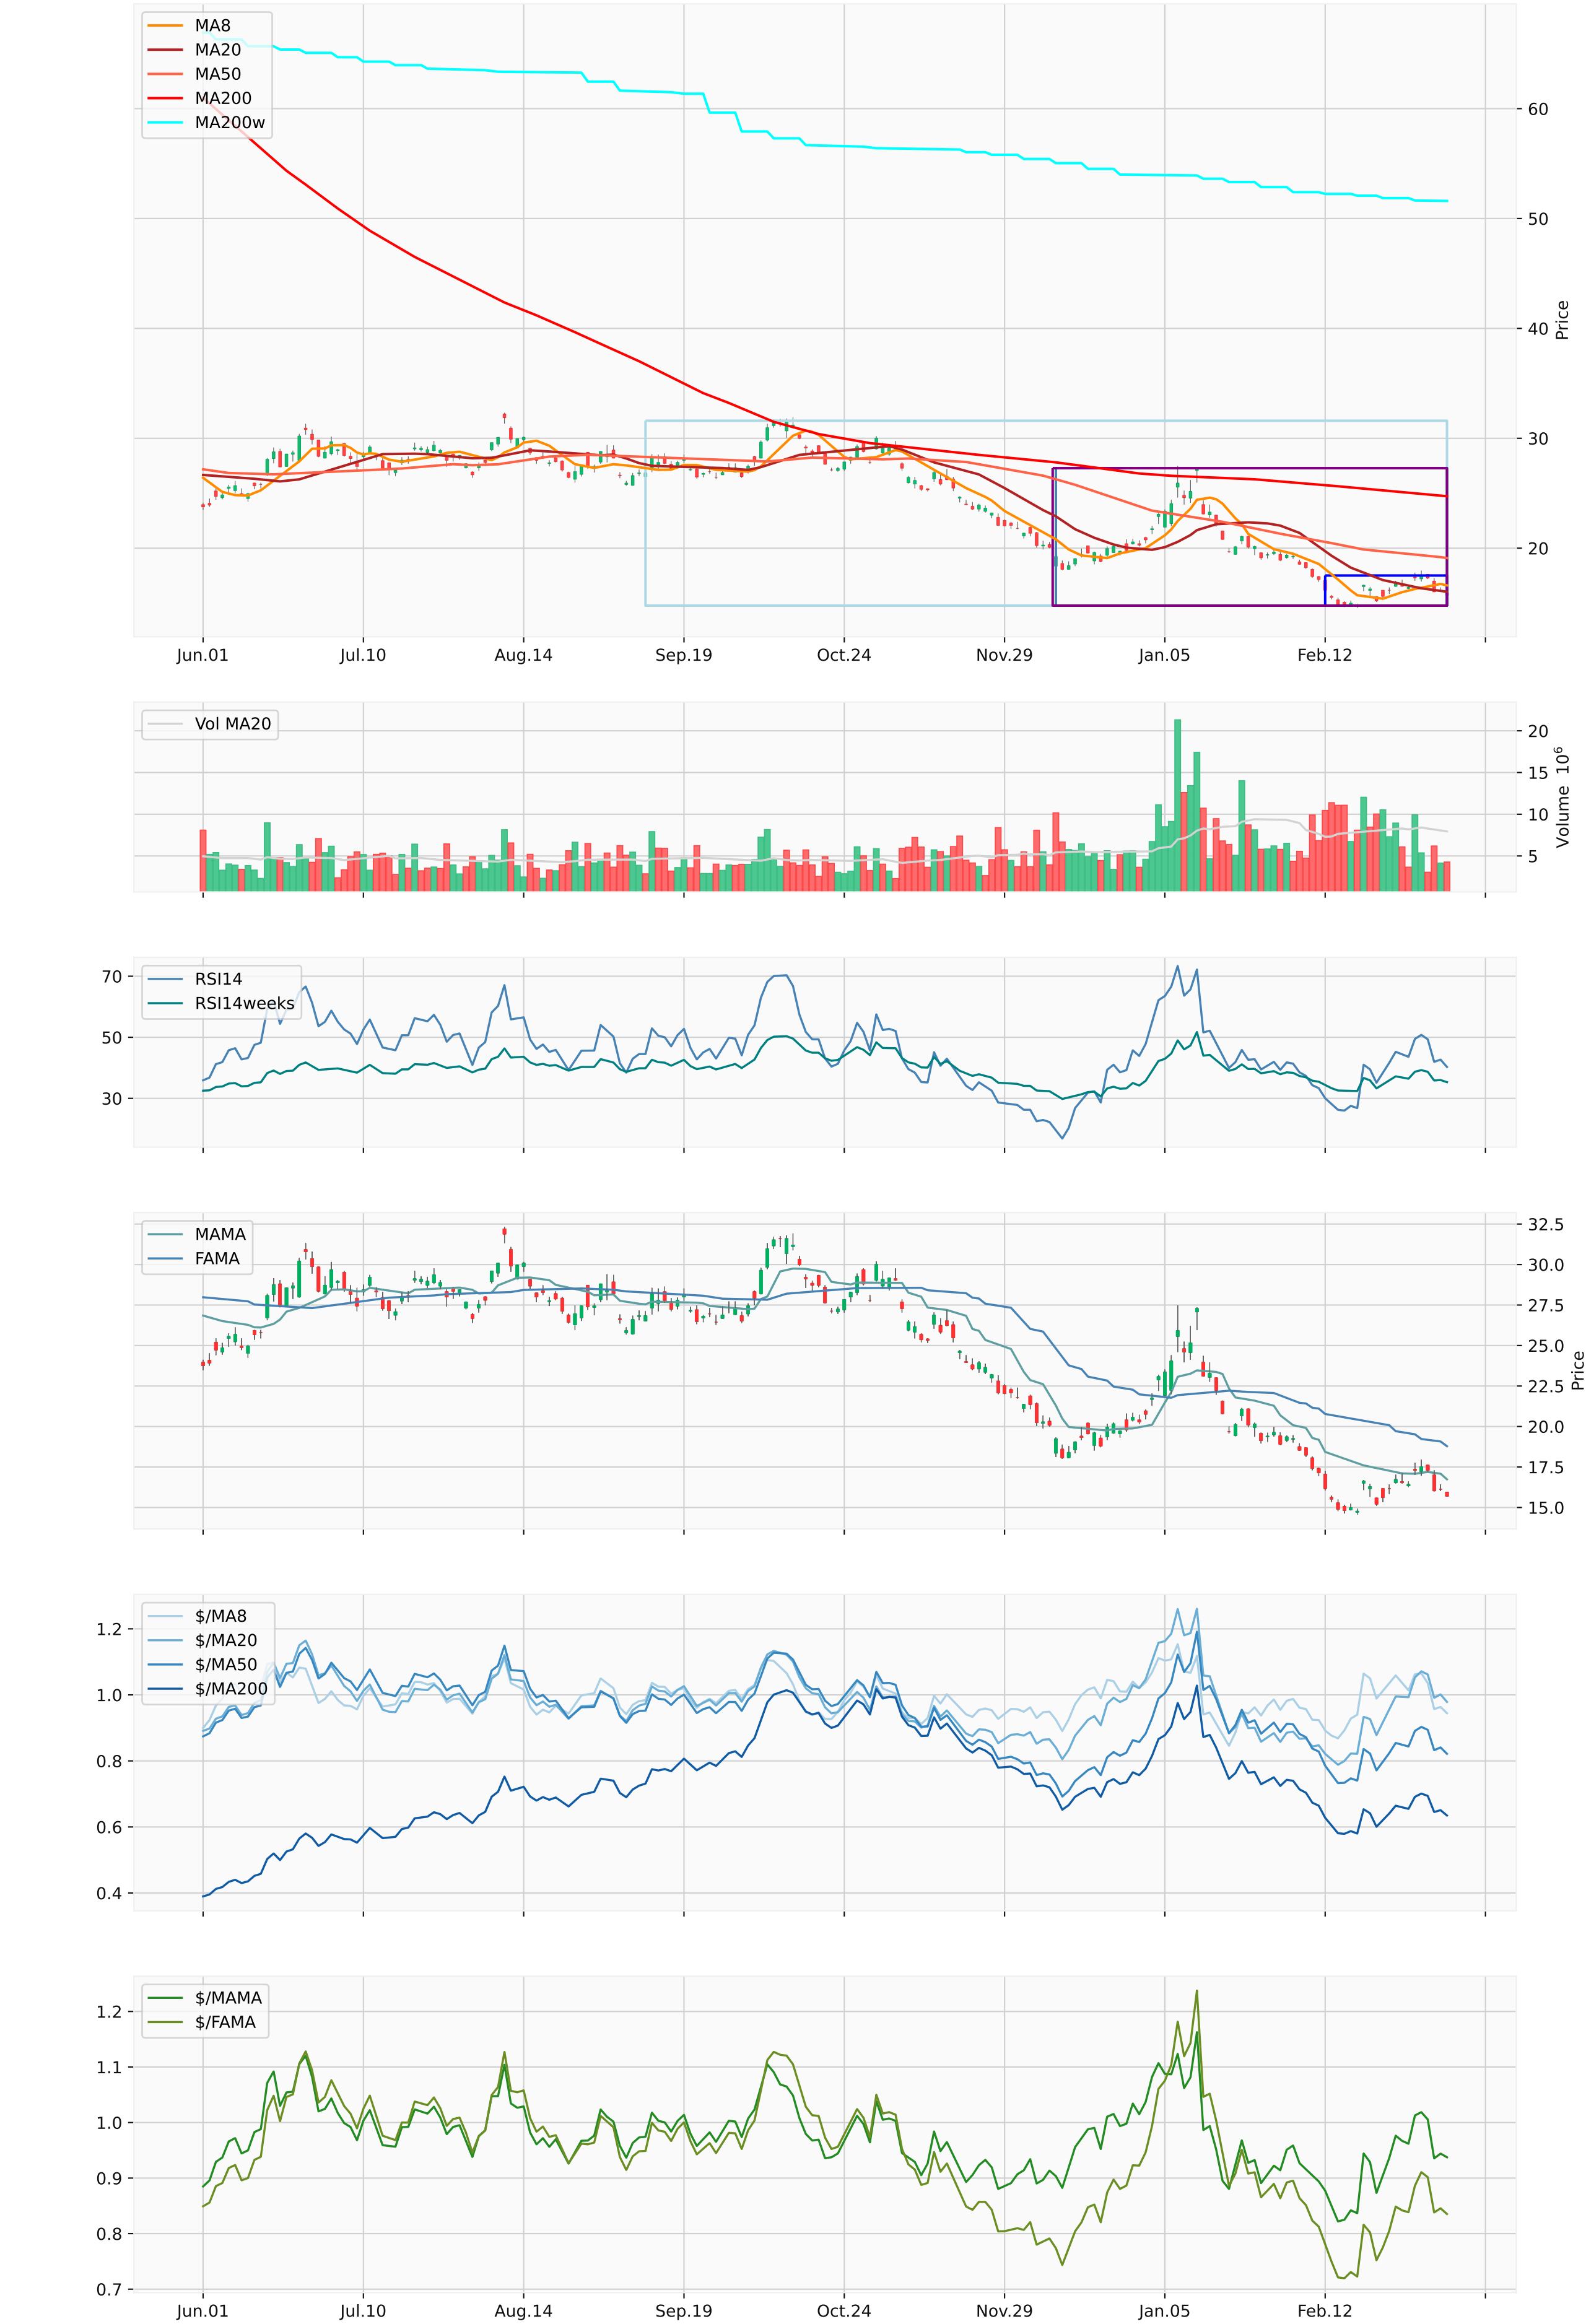 MA8
MA20
MA50
MA200
MA200w
60
50
40
30
20
Price
Jun.01 Jul.10 Aug.14 Sep.19 Oct.24 Nov.29 Jan.05 Feb.12
Vol MA20
20
15
10
5
Volume 10⁶
RSI14
RSI14weeks
70
50
30
MAMA
FAMA
32.5
30.0
27.5
25.0
22.5
20.0
17.5
15.0
Price
$/MA8
$/MA20
$/MA50
$/MA200
1.2
1.0
0.8
0.6
0.4
$/MAMA
$/FAMA
1.2
1.1
1.0
0.9
0.8
0.7
Jun.01 Jul.10 Aug.14 Sep.19 Oct.24 Nov.29 Jan.05 Feb.12